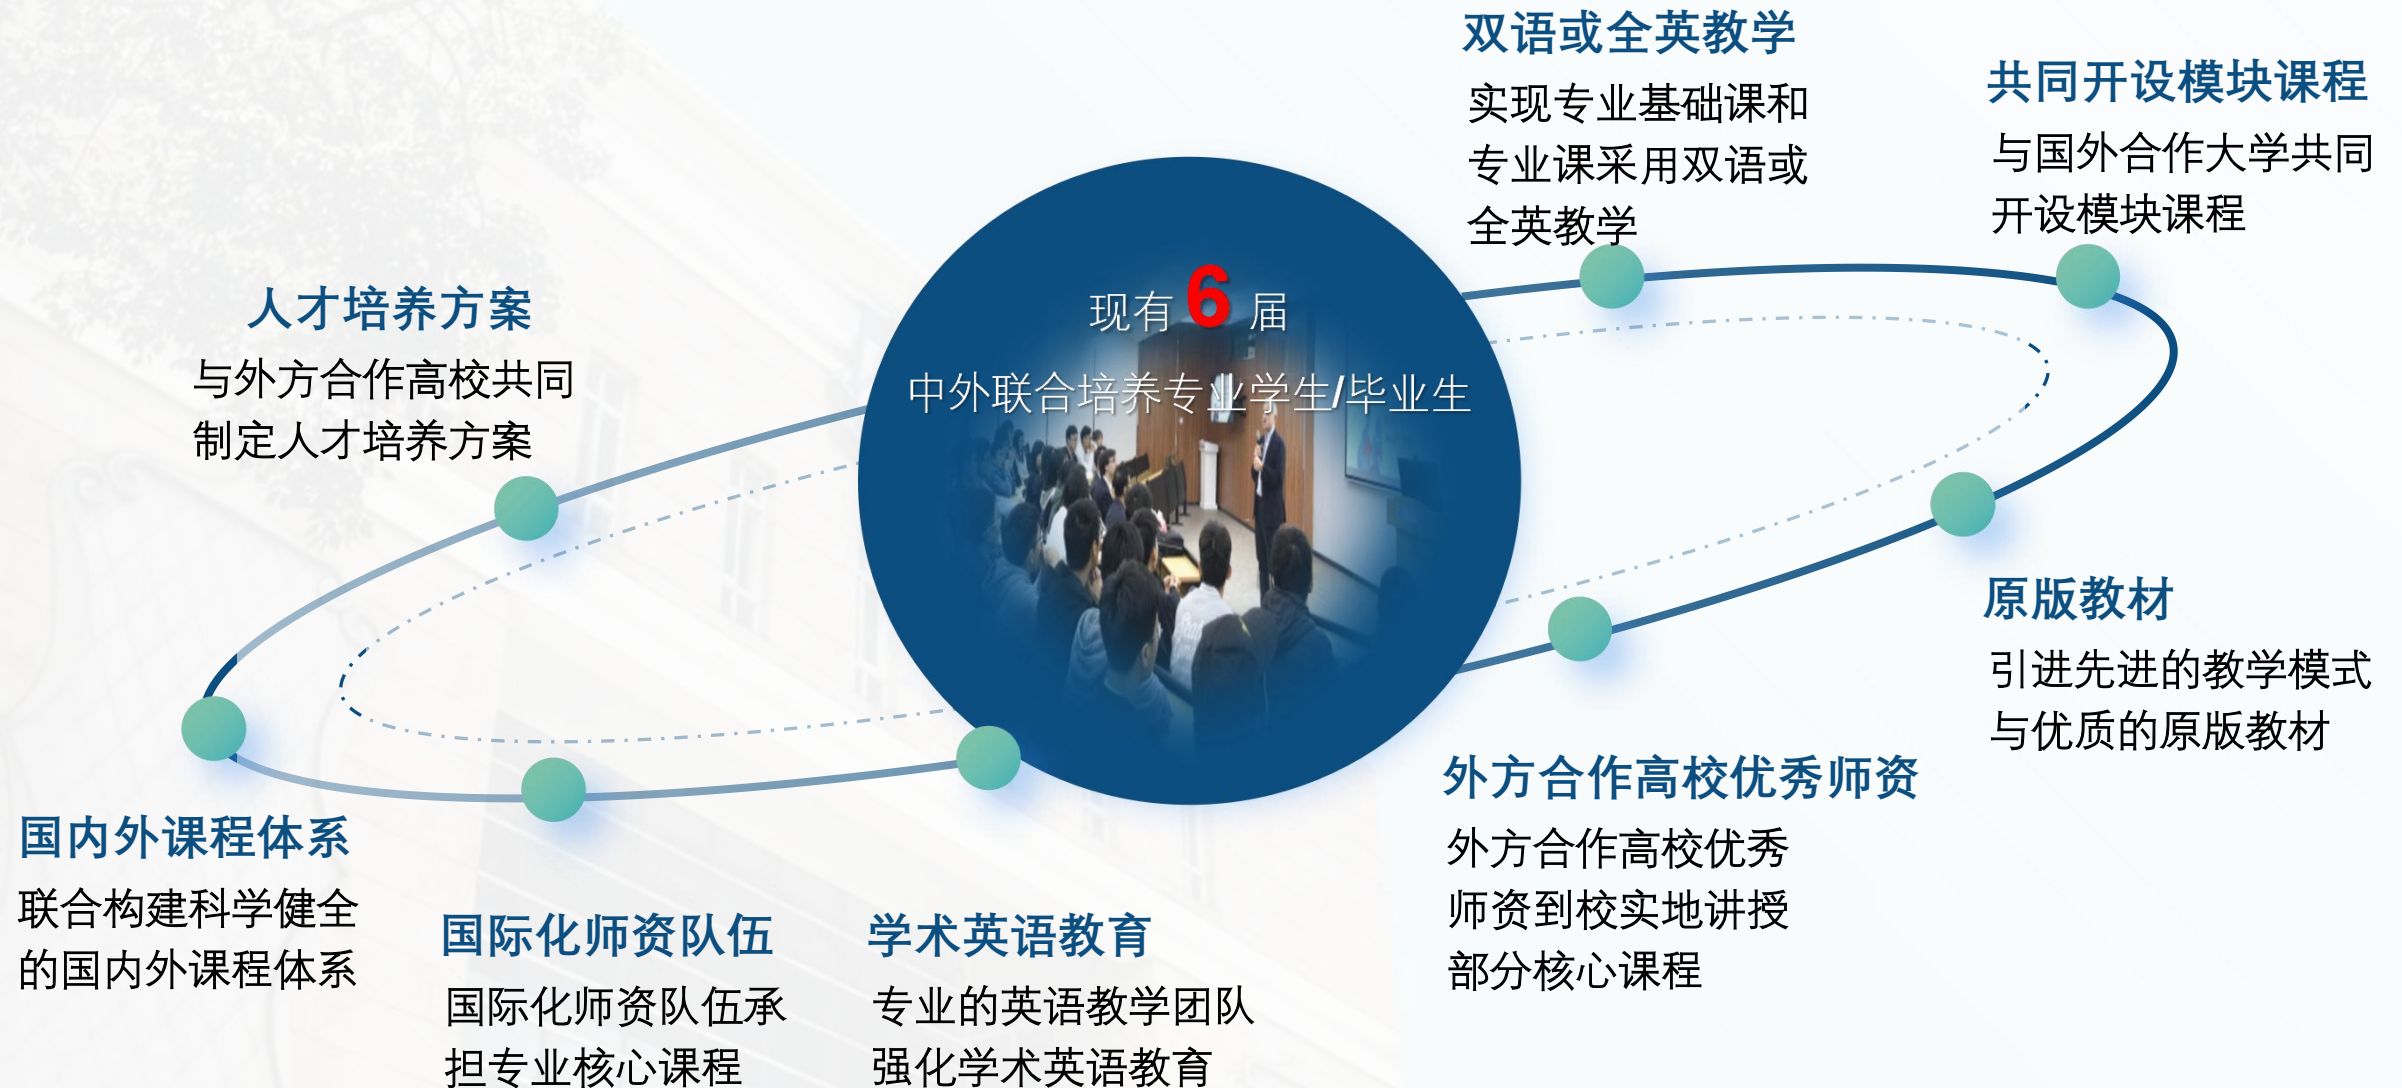 双语或全英教学
实现专业基础课和
专业课采用双语或
全英教学
共同开设模块课程
与国外合作大学共同
开设模块课程
人才培养方案
与外方合作高校共同
制定人才培养方案
现有 6 届
中外联合培养专业学生/毕业生
原版教材
引进先进的教学模式
与优质的原版教材
外方合作高校优秀师资
外方合作高校优秀
师资到校实地讲授
部分核心课程
国内外课程体系
联合构建科学健全
的国内外课程体系
国际化师资队伍
国际化师资队伍承
担专业核心课程
学术英语教育
专业的英语教学团队
强化学术英语教育